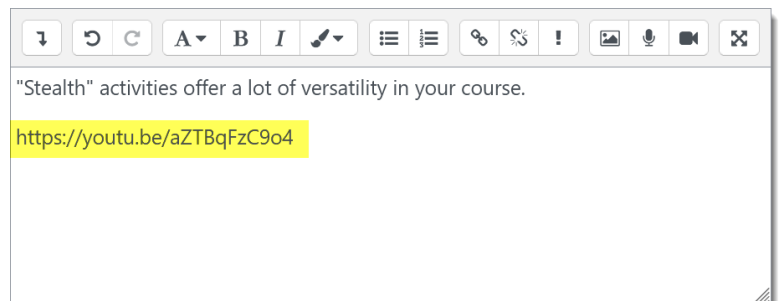 A B I
"Stealth" activities offer a lot of versatility in your course.
https://youtu.be/aZTBqFzC9o4